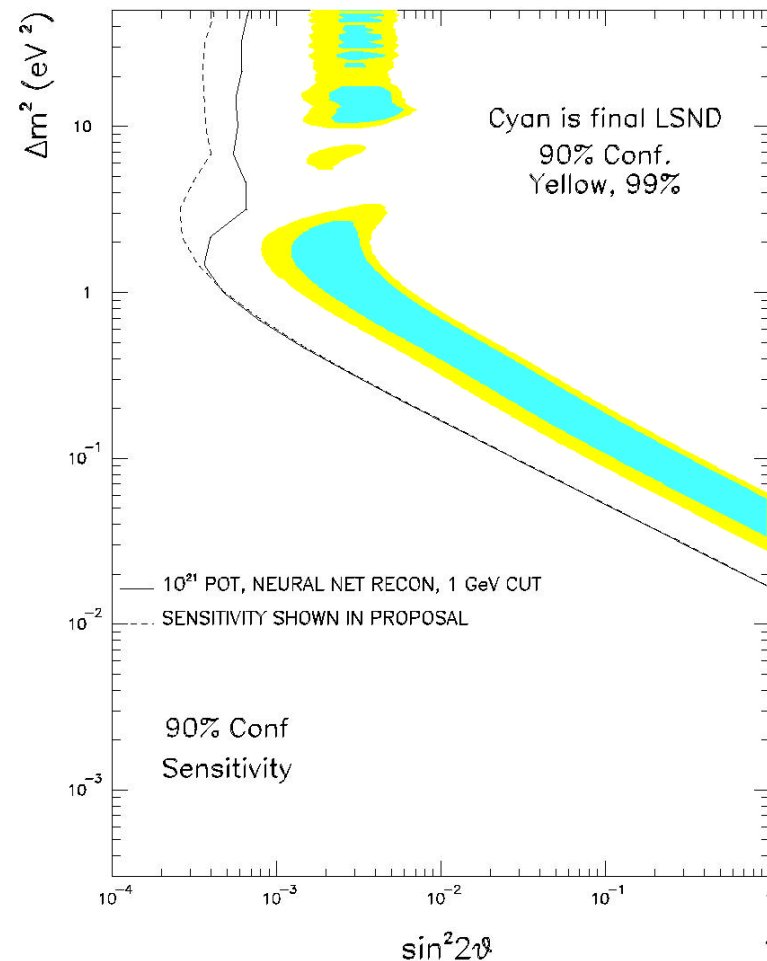 Δm² (eV²)
10
1
10⁻¹
10⁻²
10⁻³
Cyan is final LSND
90% Conf.
Yellow, 99%
10²¹ POT, NEURAL NET RECON, 1 GeV CUT
SENSITIVITY SHOWN IN PROPOSAL
90% Conf
Sensitivity
10⁻⁴
10⁻³
10⁻²
10⁻¹
sin²2ϑ